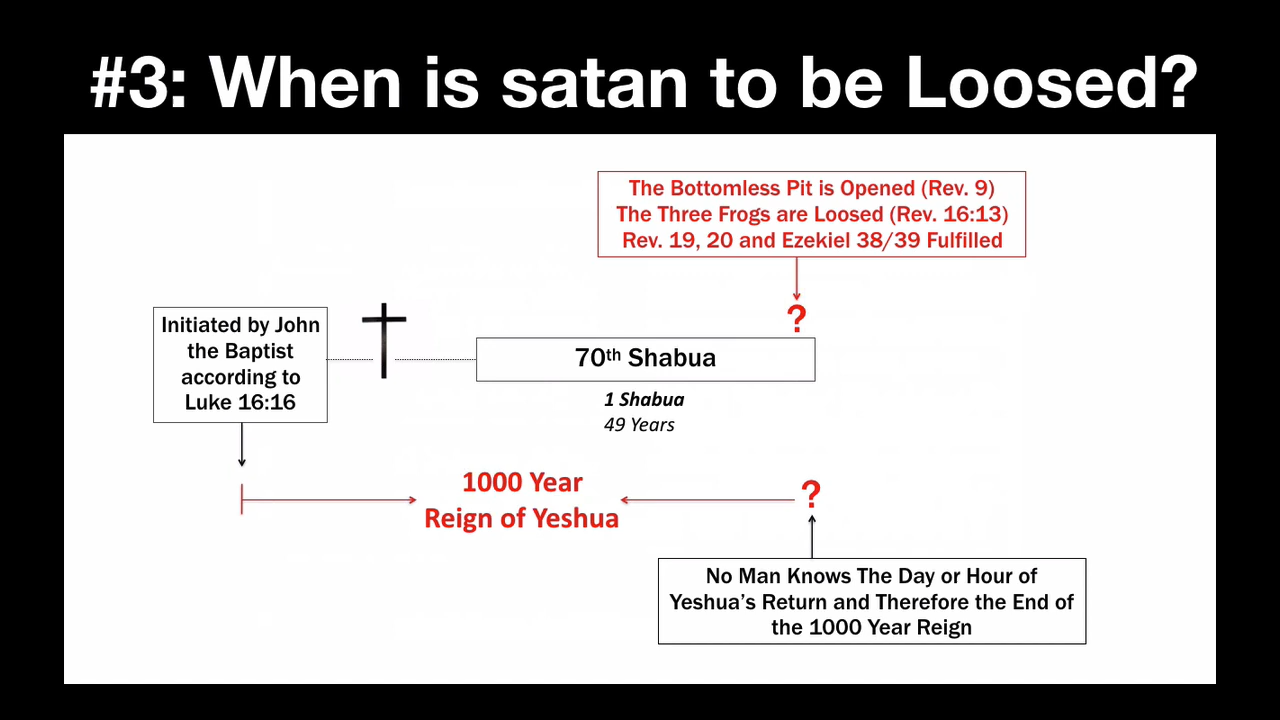 #3: When is satan to be Loosed?
The Bottomless Pit is Opened (Rev. 9)
The Three Frogs are Loosed (Rev. 16:13)
Rev. 19, 20 and Ezekiel 38/39 Fulfilled
?
Initiated by John
the Baptist
according to
Luke 16:16
70th Shabua
1 Shabua
49 Years
1000 Year
Reign of Yeshua
?
No Man Knows The Day or Hour of
Yeshua's Return and Therefore the End of
the 1000 Year Reign